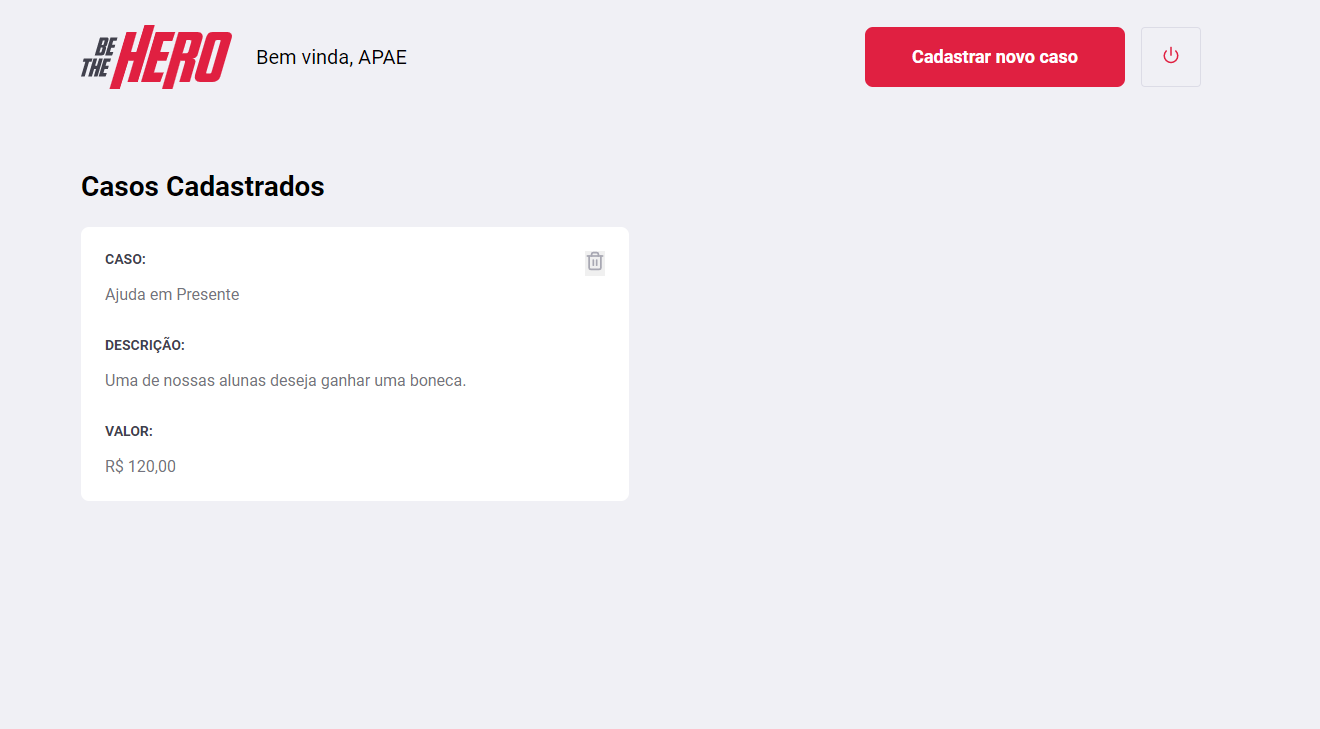 BE
THE HERO
Bem vinda, APAE
Cadastrar novo caso
Casos Cadastrados
CASO:
Ajuda em Presente
DESCRIÇÃO:
Uma de nossas alunas deseja ganhar uma boneca.
VALOR:
R$ 120,00